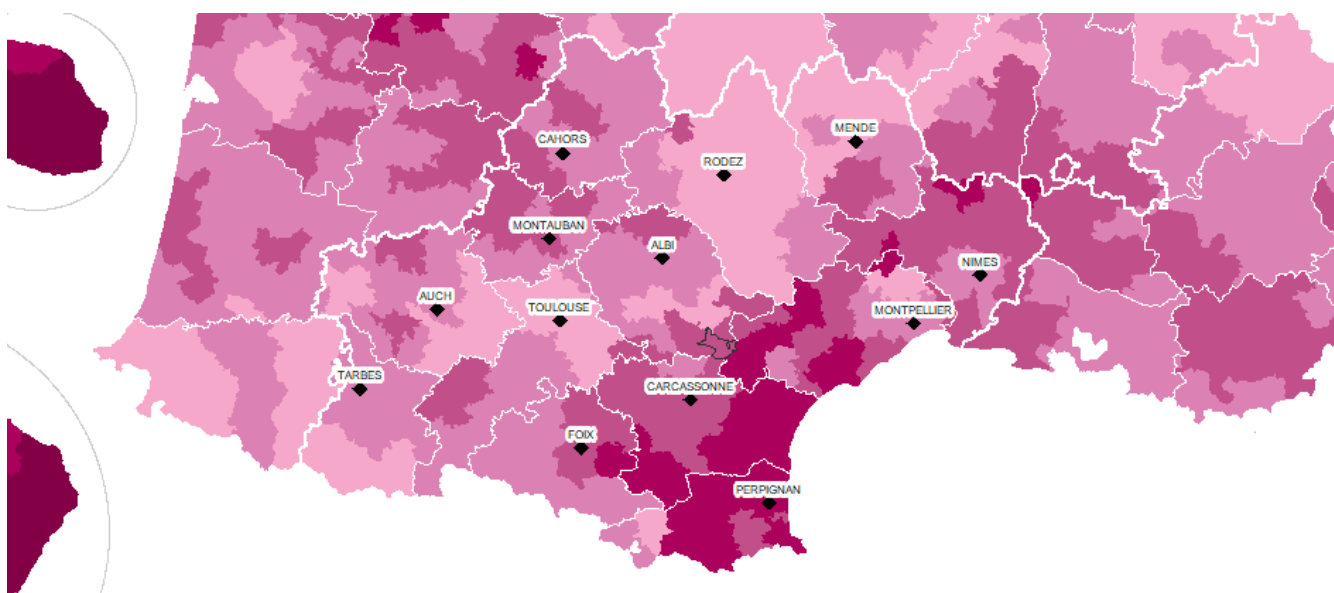 MENDE
CAHORS
RODEZ
MONTAUBAN
ALBI
NIMES
AUCH
TOULOUSE
MONTPELLIER
TARBES
CARCASSONNE
FOIX
PERPIGNAN